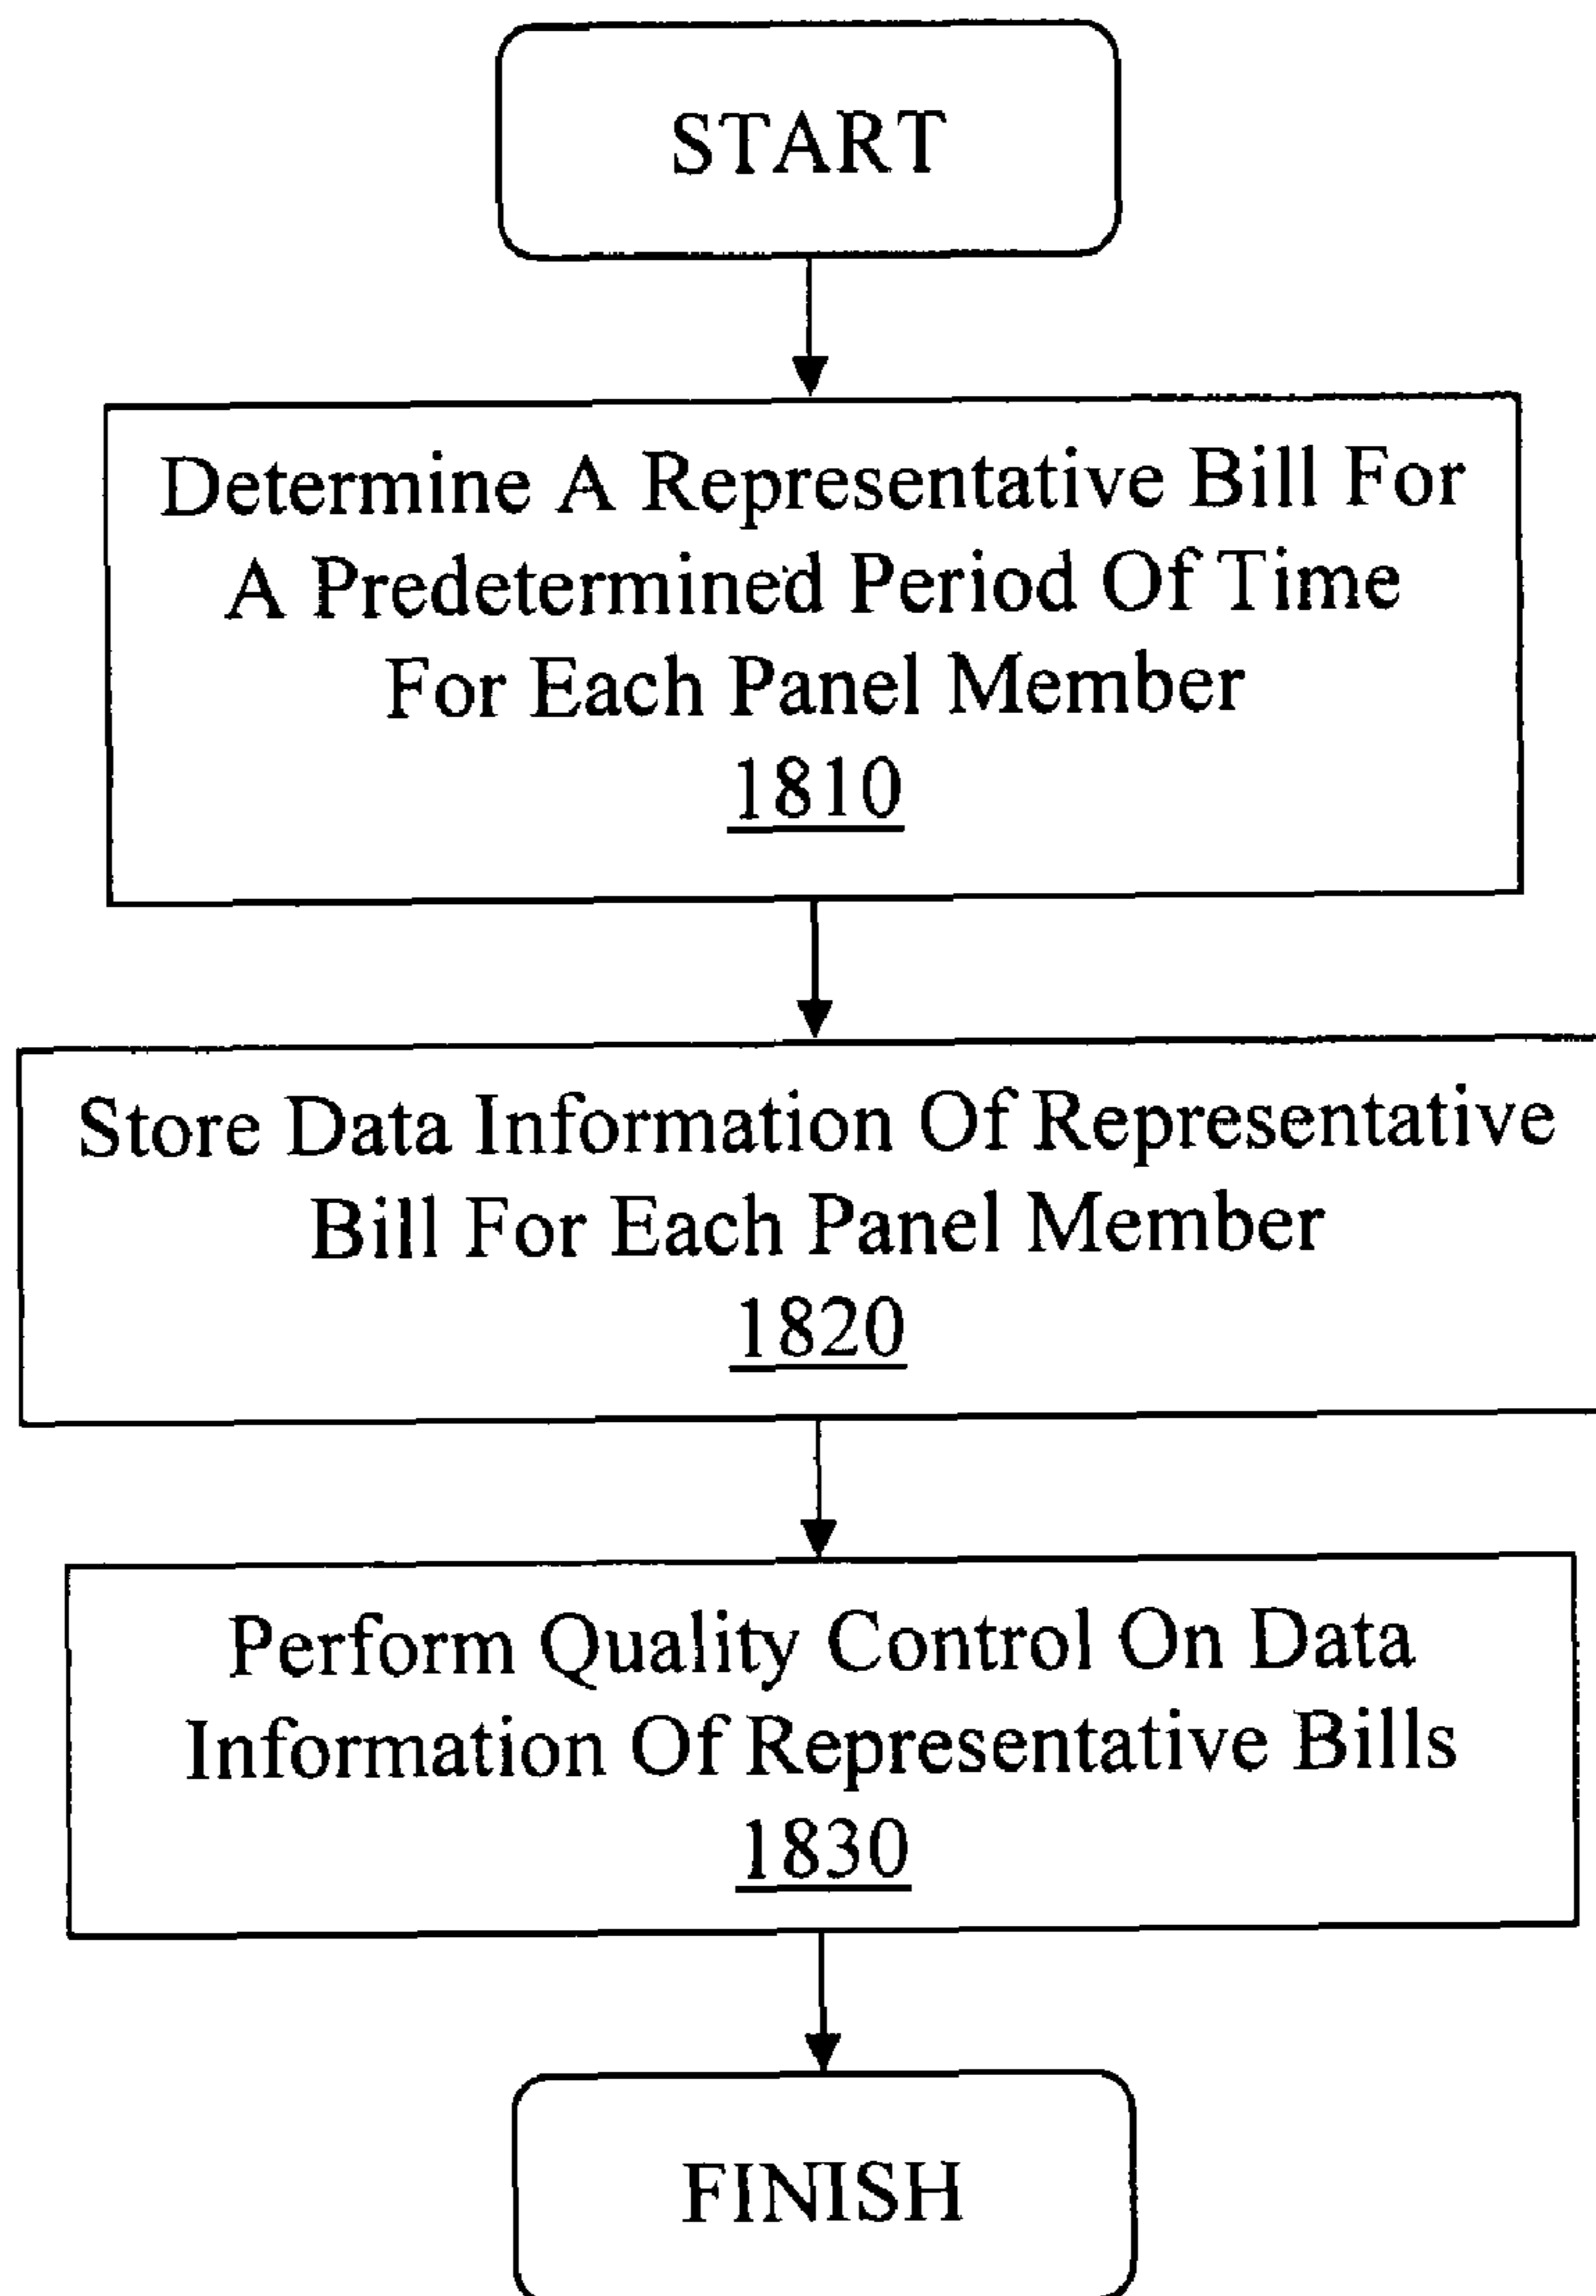 START
Determine A Representative Bill For
A Predetermined Period Of Time
For Each Panel Member
1810
Store Data Information Of Representative
Bill For Each Panel Member
1820
Perform Quality Control On Data
Information Of Representative Bills
1830
FINISH